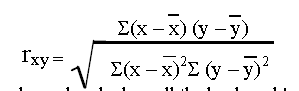 r_xy = √( Σ(x − x̅) (y − y̅) / Σ(x − x̅)² Σ (y − y̅)² )